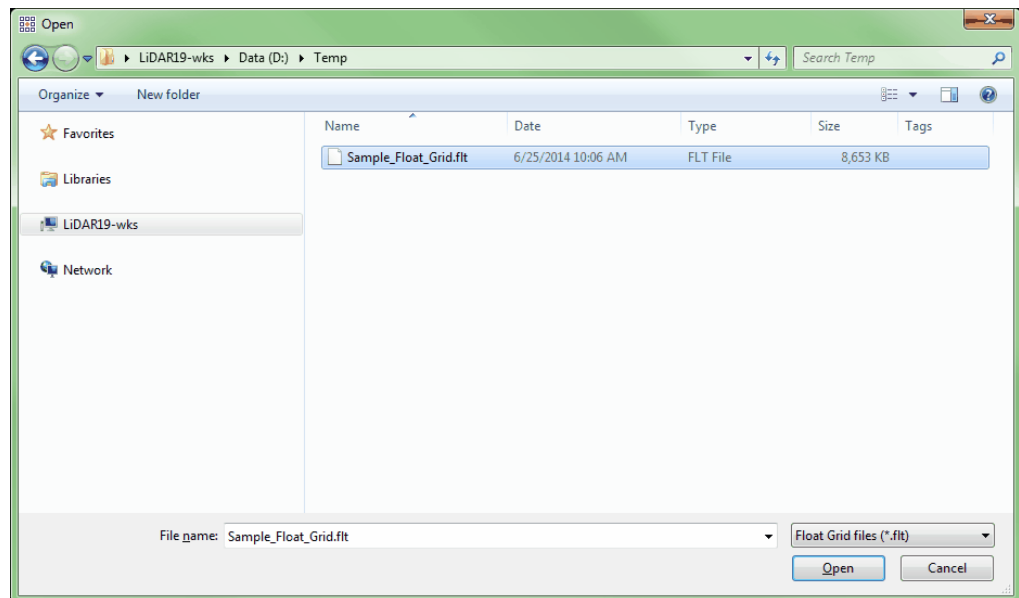 Open
LiDAR19-wks Data (D:) Temp Search Temp
Organize New folder
Favorites
Libraries
LiDAR19-wks
Network
Name Date Type Size Tags
Sample_Float_Grid.flt 6/25/2014 10:06 AM FLT File 8,653 KB
File name: Sample_Float_Grid.flt Float Grid files (*.flt)
Open Cancel